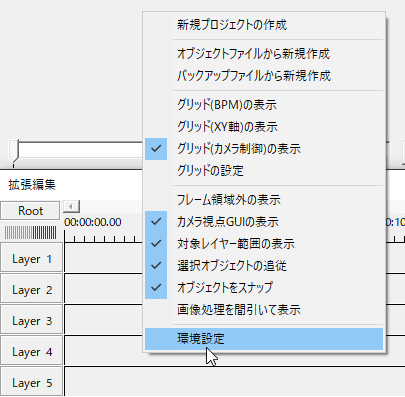 新規プロジェクトの作成
オブジェクトファイルから新規作成
バックアップファイルから新規作成
グリッド(BPM)の表示
グリッド(XY軸)の表示
グリッド(カメラ制御)の表示
グリッドの設定
フレーム領域外の表示
カメラ視点GUIの表示
対象レイヤー範囲の表示
選択オブジェクトの追従
オブジェクトをスナップ
画像処理を間引いて表示
環境設定
拡張編集
Root
00:00:00.00
Layer 1
Layer 2
Layer 3
Layer 4
Layer 5